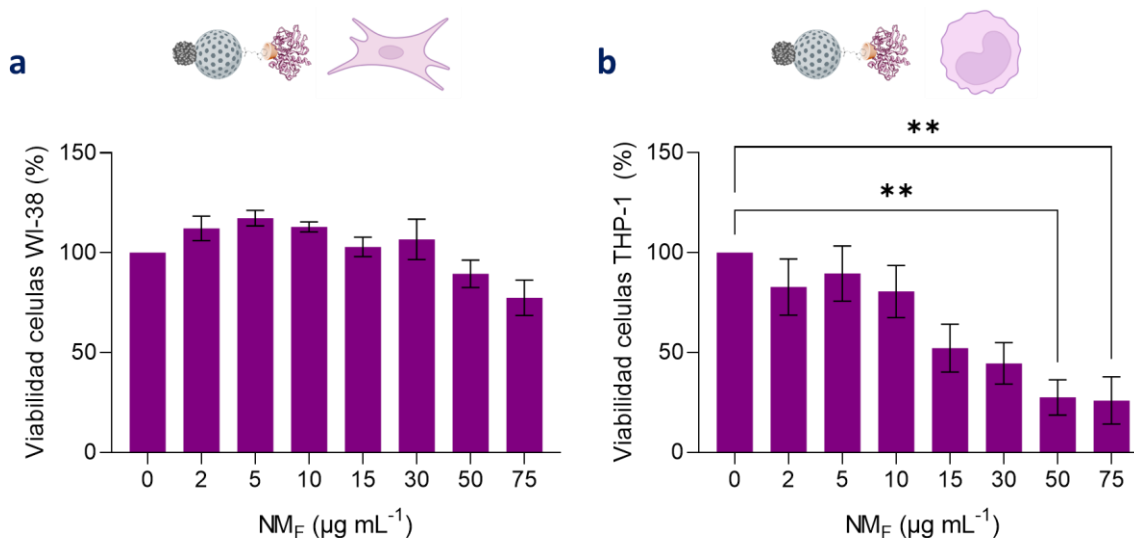 a
Viabilidad celulas WI-38 (%)
150
100
50
0
0 2 5 10 15 30 50 75
NM_F (µg mL⁻¹)
b
Viabilidad celulas THP-1 (%)
**
**
150
100
50
0
0 2 5 10 15 30 50 75
NM_F (µg mL⁻¹)